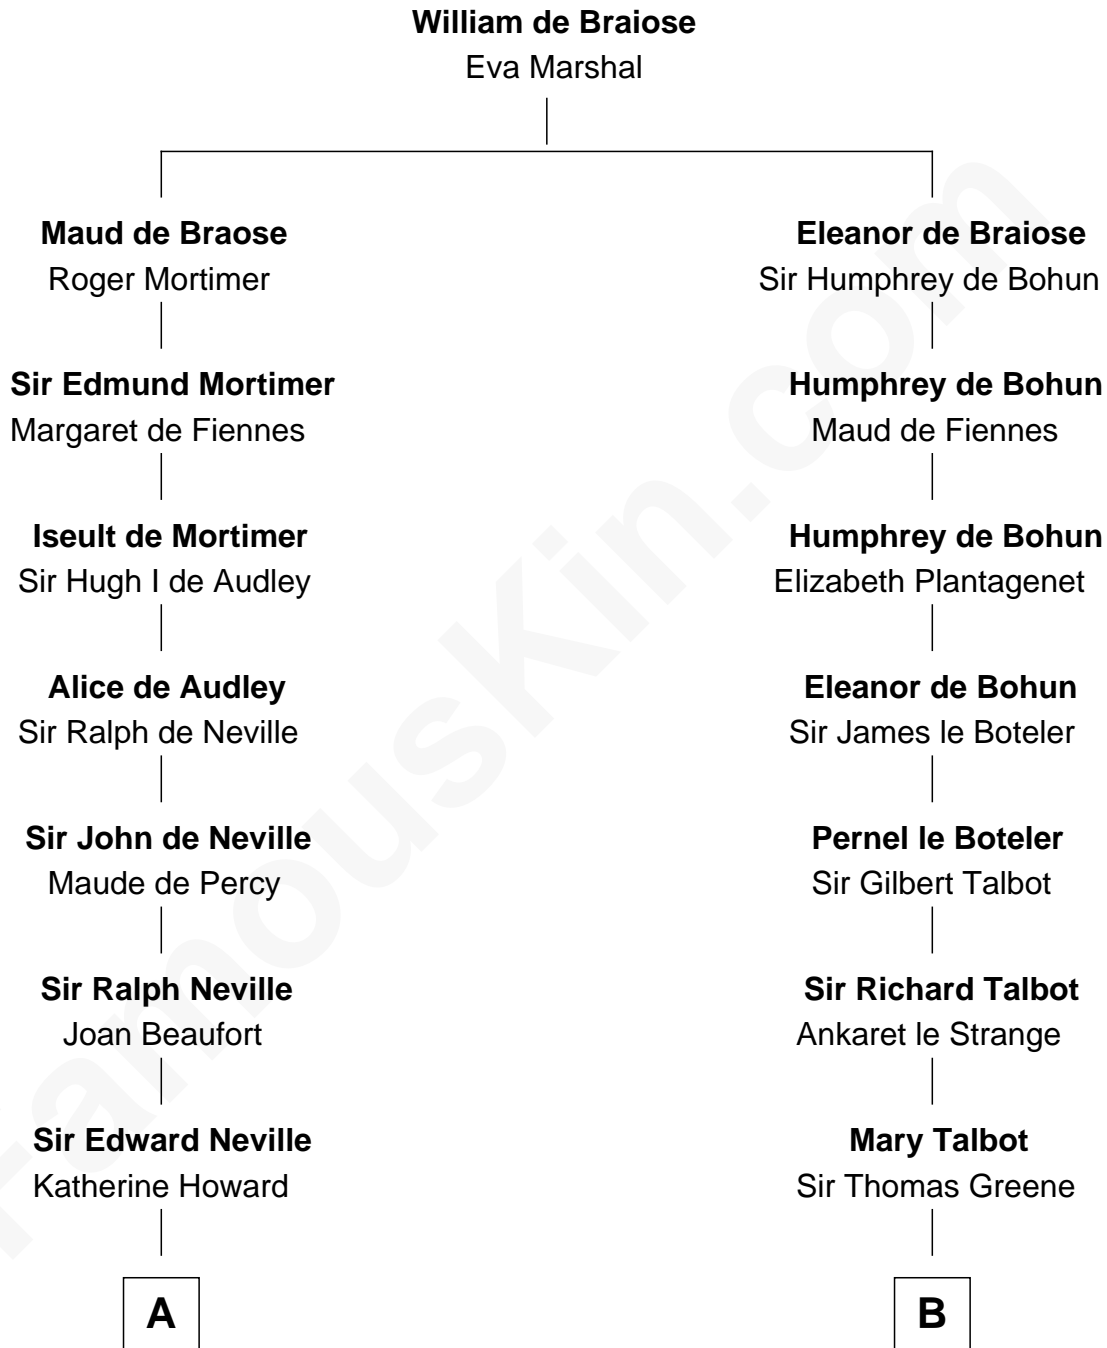 William de Braiose
Eva Marshal
Maud de Braose
Roger Mortimer
Eleanor de Braiose
Sir Humphrey de Bohun
Sir Edmund Mortimer
Margaret de Fiennes
Humphrey de Bohun
Maud de Fiennes
Iseult de Mortimer
Sir Hugh I de Audley
Humphrey de Bohun
Elizabeth Plantagenet
Alice de Audley
Sir Ralph de Neville
Eleanor de Bohun
Sir James le Boteler
Sir John de Neville
Maude de Percy
Pernel le Boteler
Sir Gilbert Talbot
Sir Ralph Neville
Joan Beaufort
Sir Richard Talbot
Ankaret le Strange
Sir Edward Neville
Katherine Howard
Mary Talbot
Sir Thomas Greene
A
B
FamousKin.com